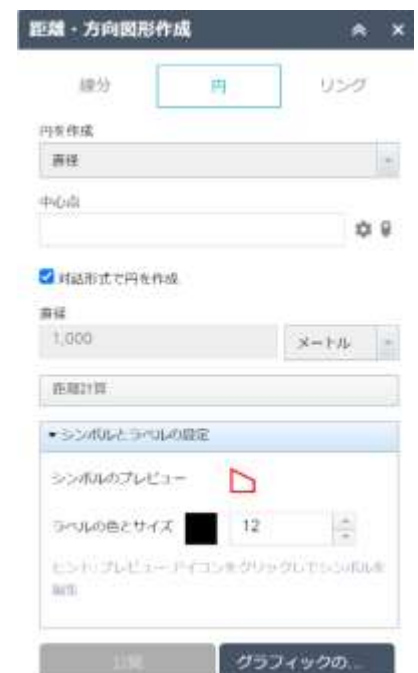 距離・方向図形作成
線分 円 リング
円を作成
直径
中心点
対話形式で円を作成
直径
1,000 メートル
距離計算
シンボルとラベルの設定
シンボルのプレビュー
ラベルの色とサイズ 12
ヒント: プレビュー アイコンをクリックしてシンボルを
編集
公開 グラフィックの...